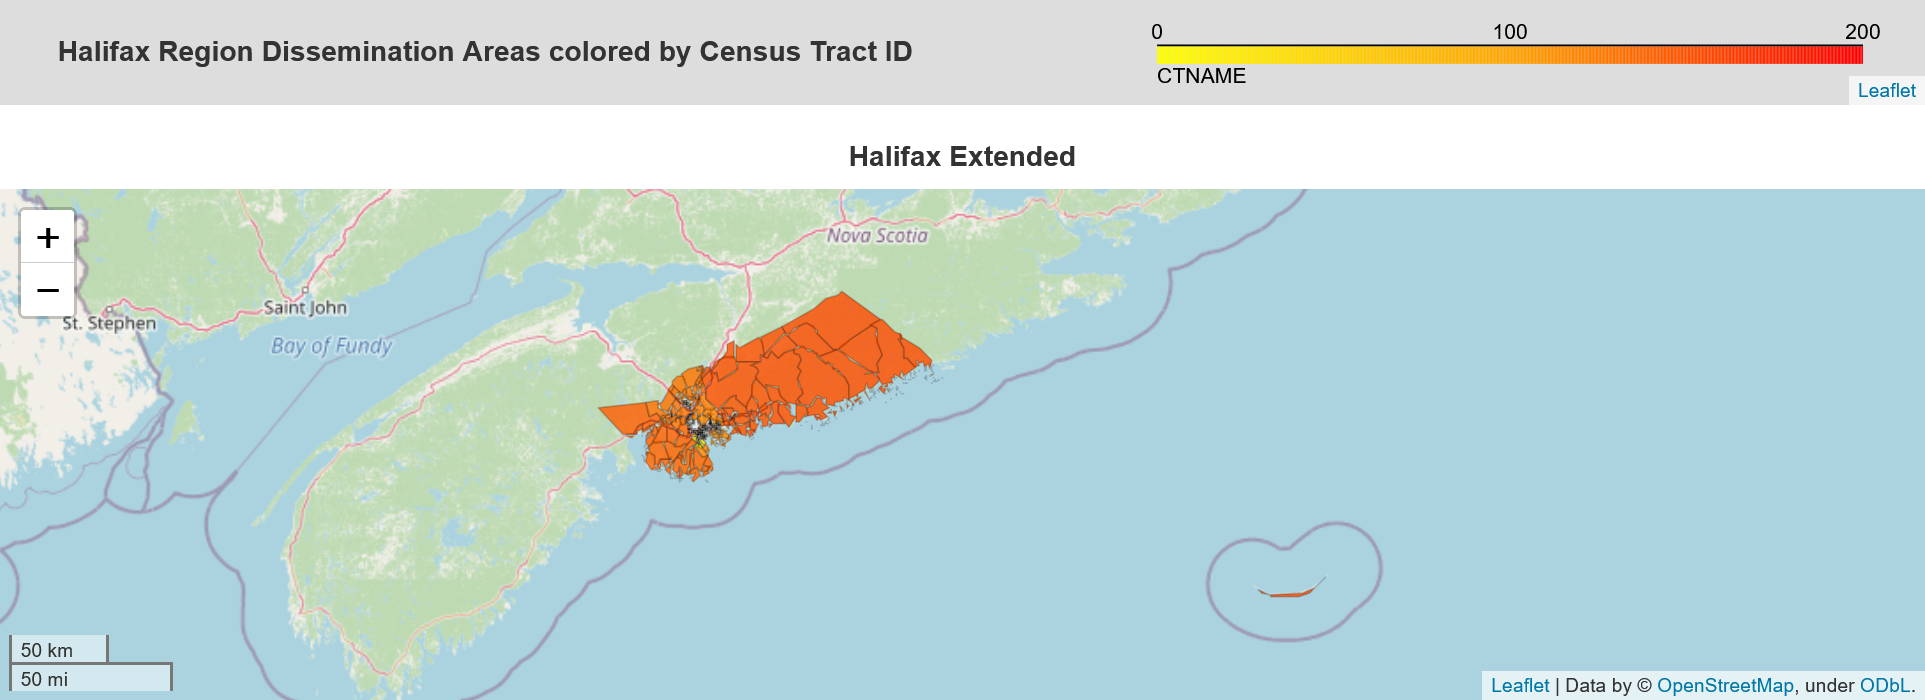 Halifax Region Dissemination Areas colored by Census Tract ID
0 100 200
CTNAME
Leaflet
Halifax Extended
+
−
Nova Scotia
Saint John
St. Stephen
Bay of Fundy
50 km
50 mi
Leaflet | Data by © OpenStreetMap, under ODbL.